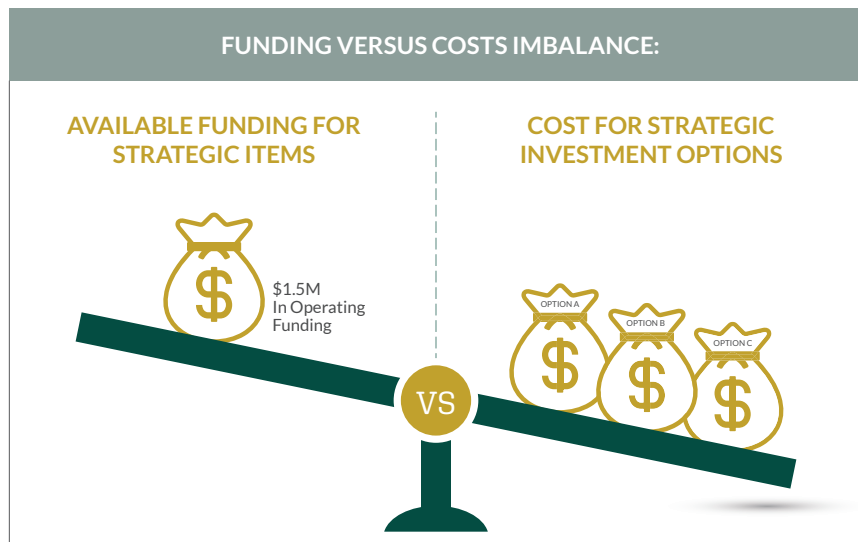 FUNDING VERSUS COSTS IMBALANCE:
AVAILABLE FUNDING FOR
STRATEGIC ITEMS
$
$1.5M
In Operating
Funding
VS
COST FOR STRATEGIC
INVESTMENT OPTIONS
OPTION A
$
OPTION B
$
OPTION C
$